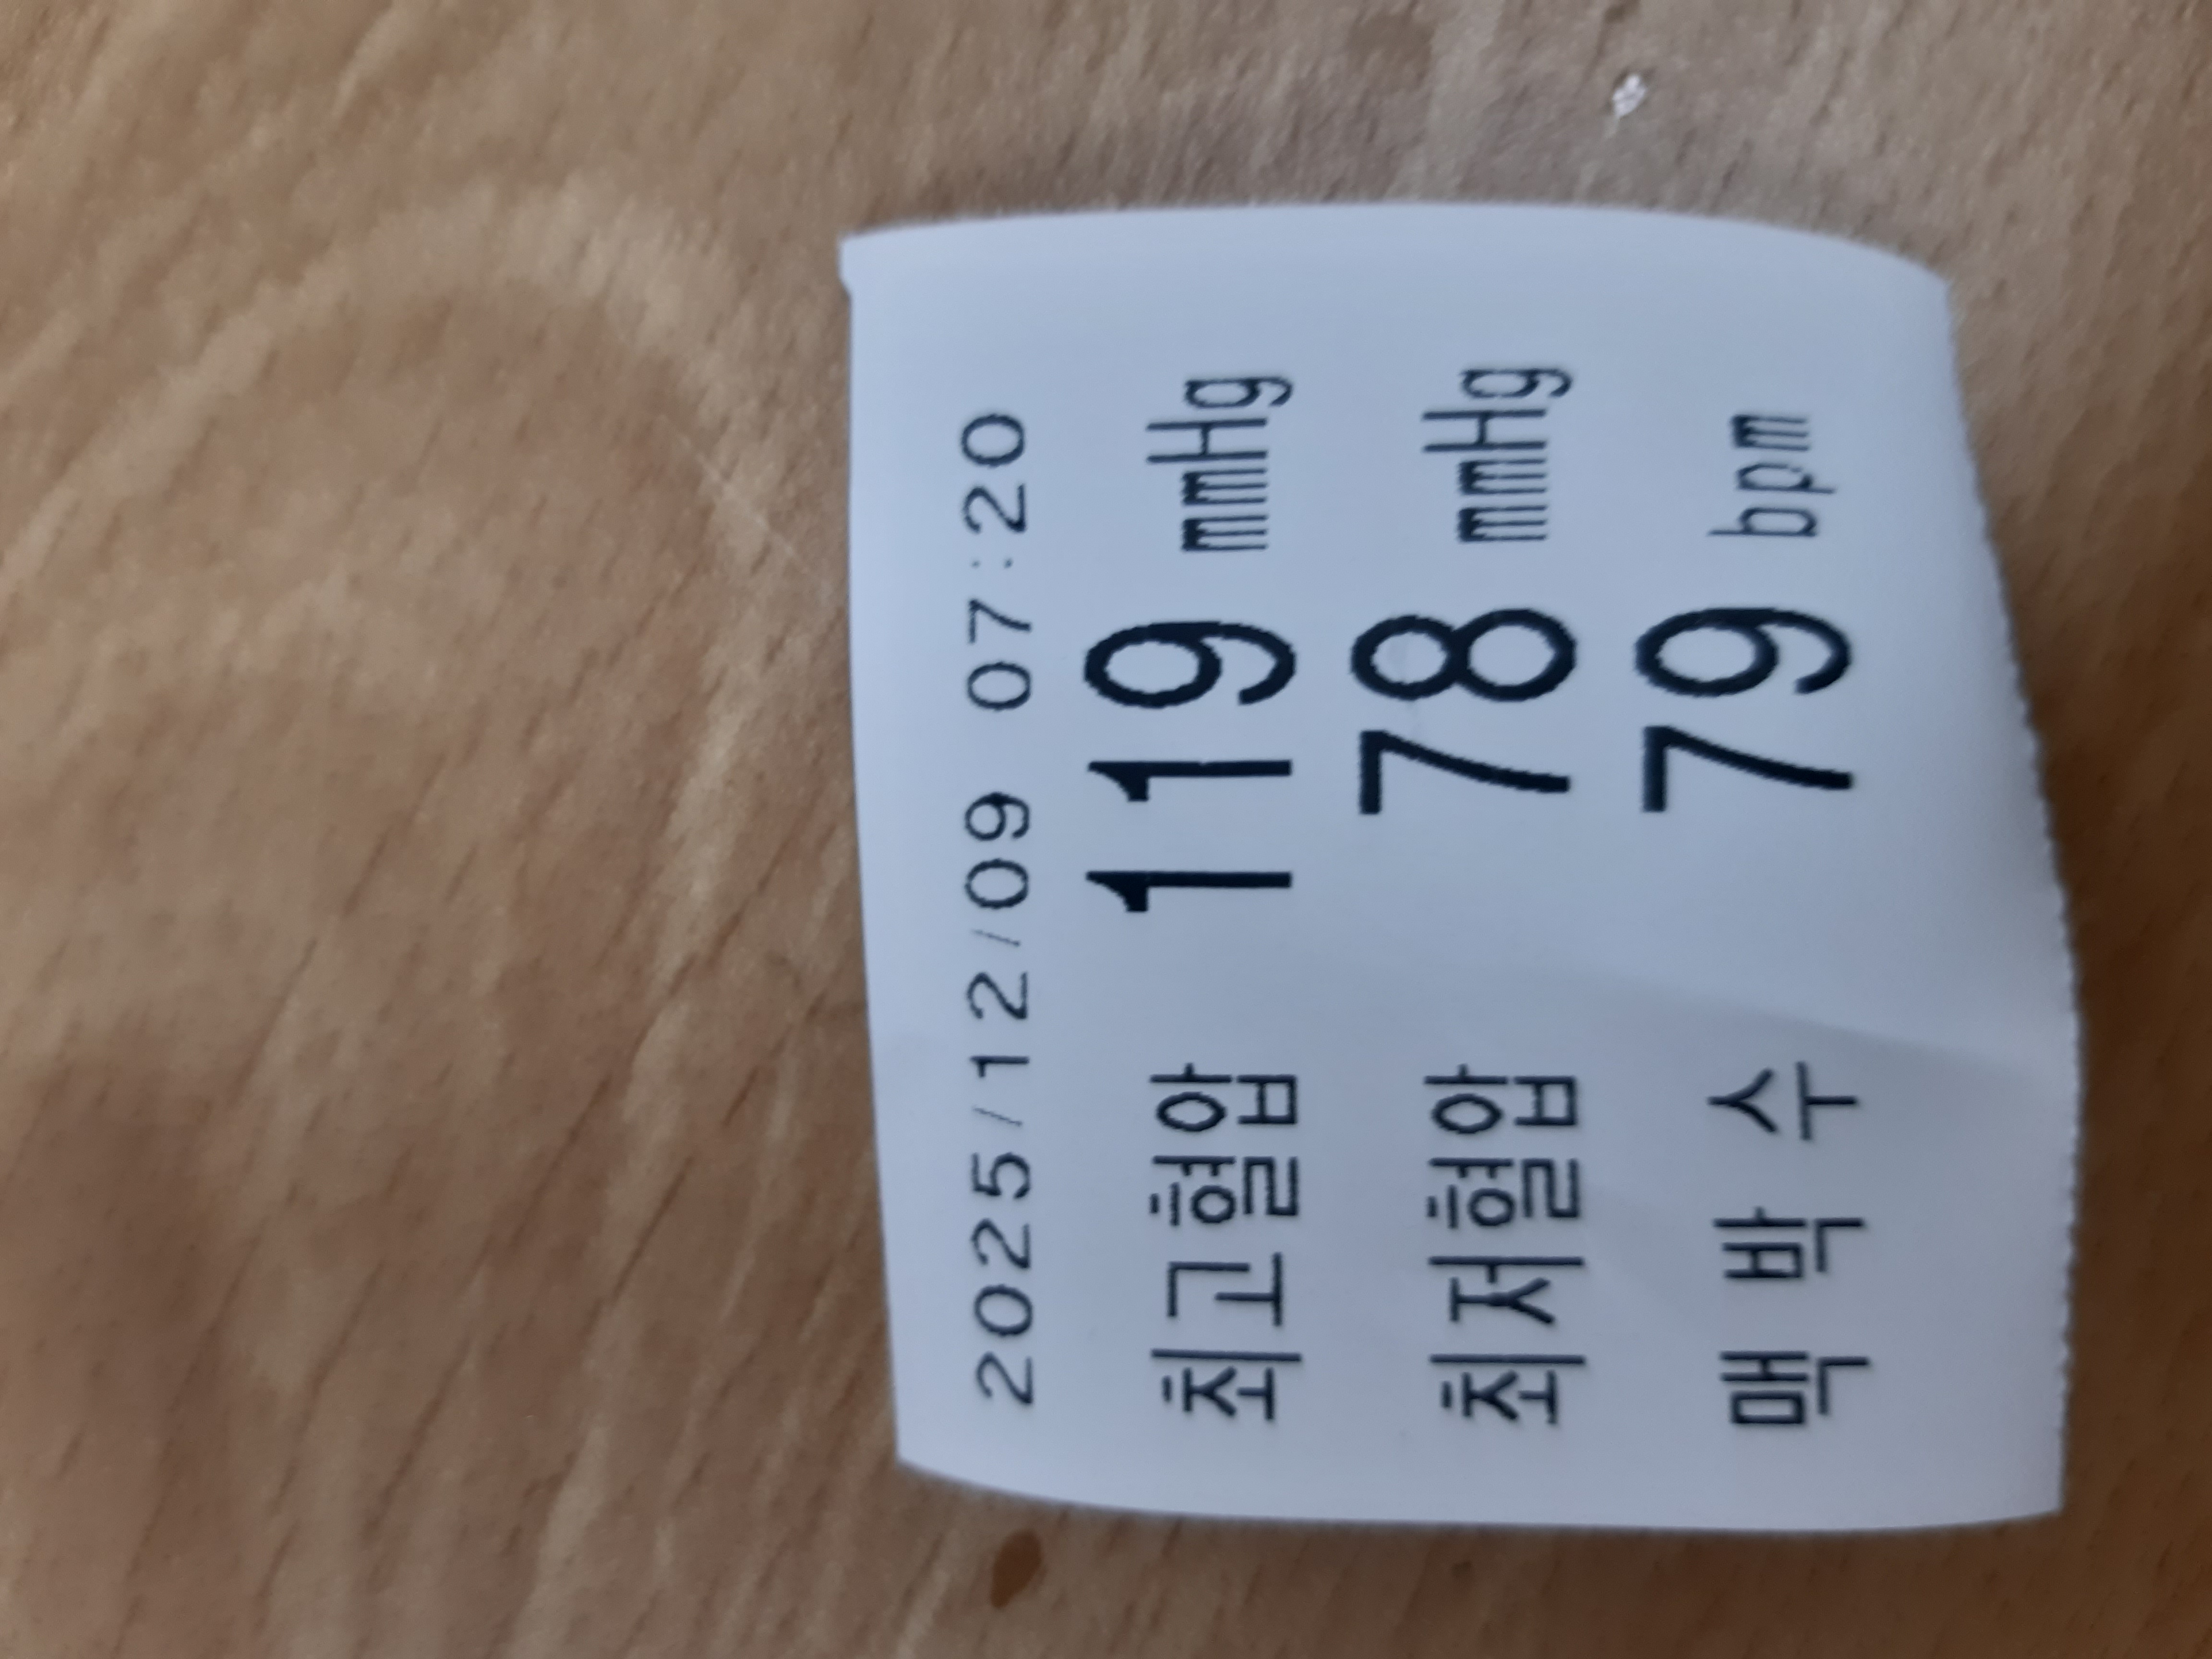 2025/12/09 07:20
최고혈압 119 mmHg
최저혈압 78 mmHg
맥 박 수 79 bpm